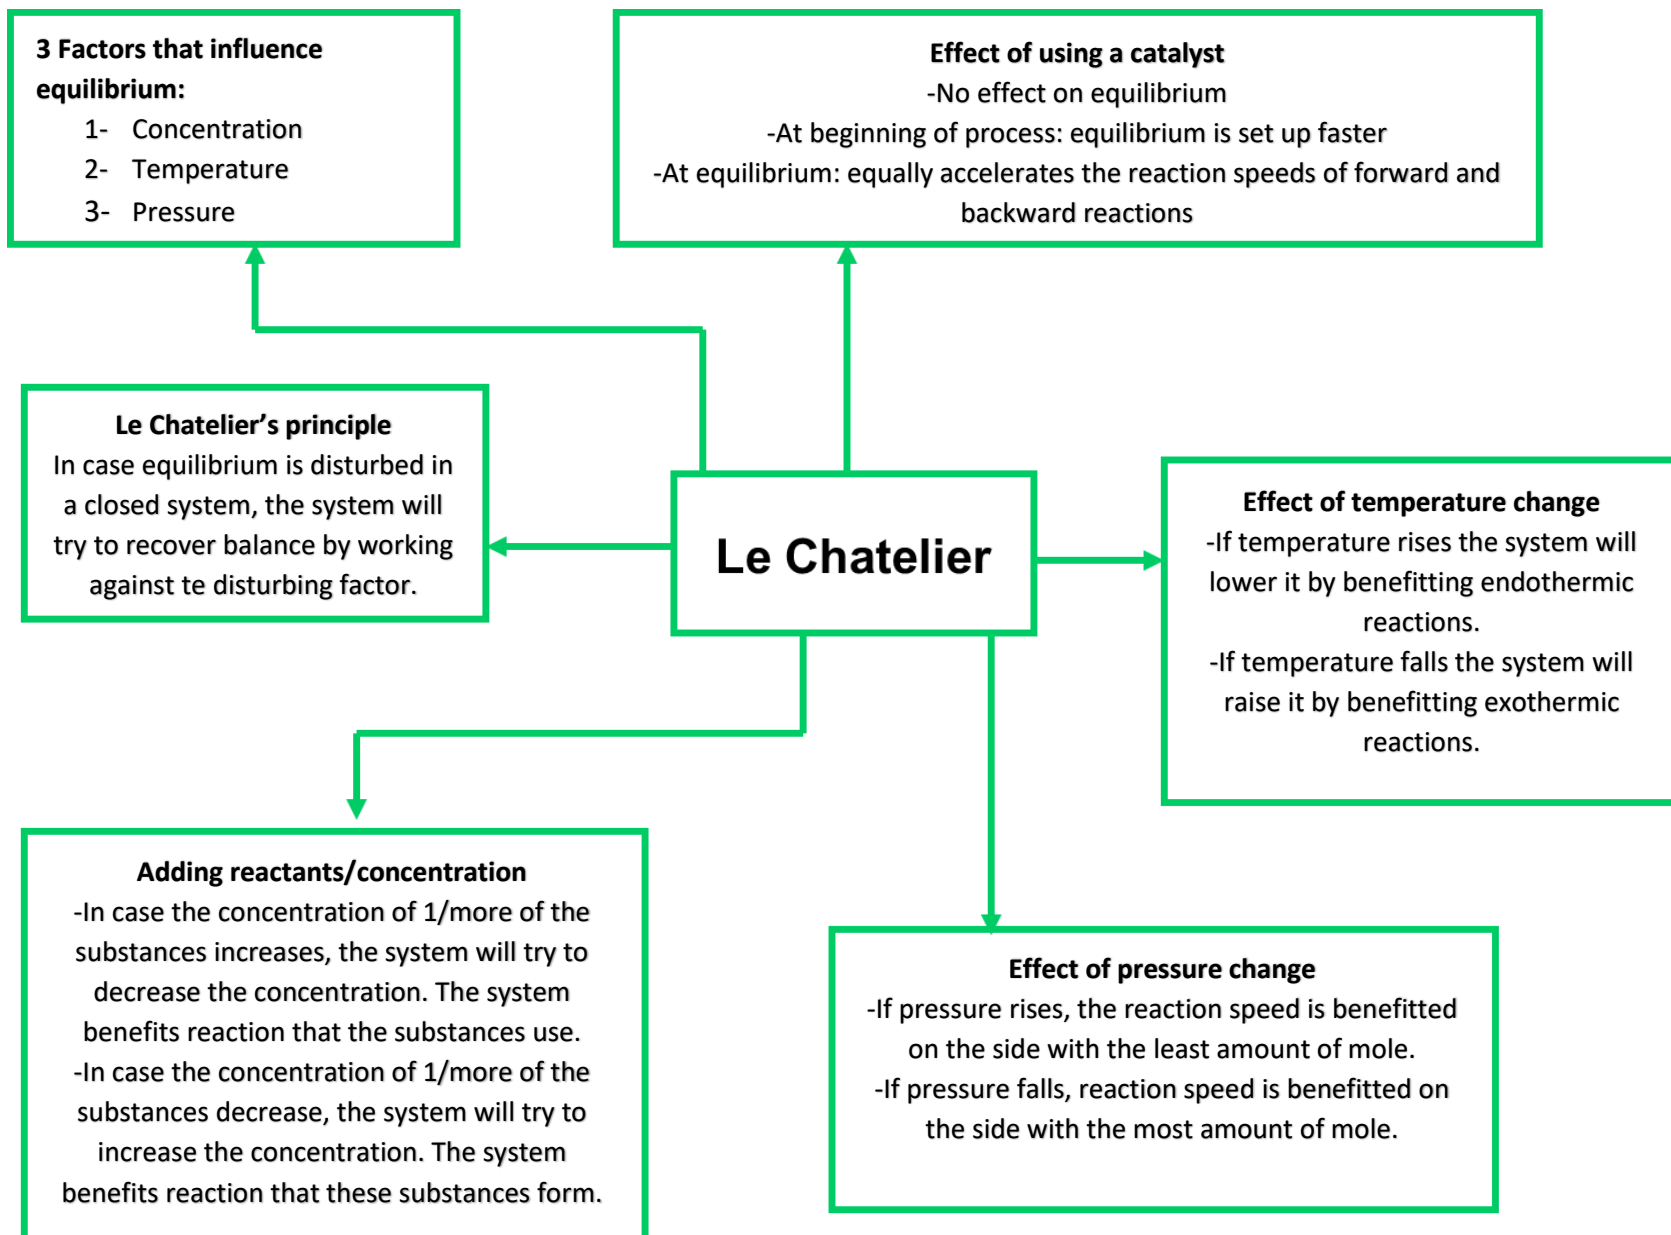 3 Factors that influence
equilibrium:
1- Concentration
2- Temperature
3- Pressure
Effect of using a catalyst
-No effect on equilibrium
-At beginning of process: equilibrium is set up faster
-At equilibrium: equally accelerates the reaction speeds of forward and
backward reactions
Le Chatelier’s principle
In case equilibrium is disturbed in
a closed system, the system will
try to recover balance by working
against te disturbing factor.
Le Chatelier
Effect of temperature change
-If temperature rises the system will
lower it by benefitting endothermic
reactions.
-If temperature falls the system will
raise it by benefitting exothermic
reactions.
Adding reactants/concentration
-In case the concentration of 1/more of the
substances increases, the system will try to
decrease the concentration. The system
benefits reaction that the substances use.
-In case the concentration of 1/more of the
substances decrease, the system will try to
increase the concentration. The system
benefits reaction that these substances form.
Effect of pressure change
-If pressure rises, the reaction speed is benefitted
on the side with the least amount of mole.
-If pressure falls, reaction speed is benefitted on
the side with the most amount of mole.